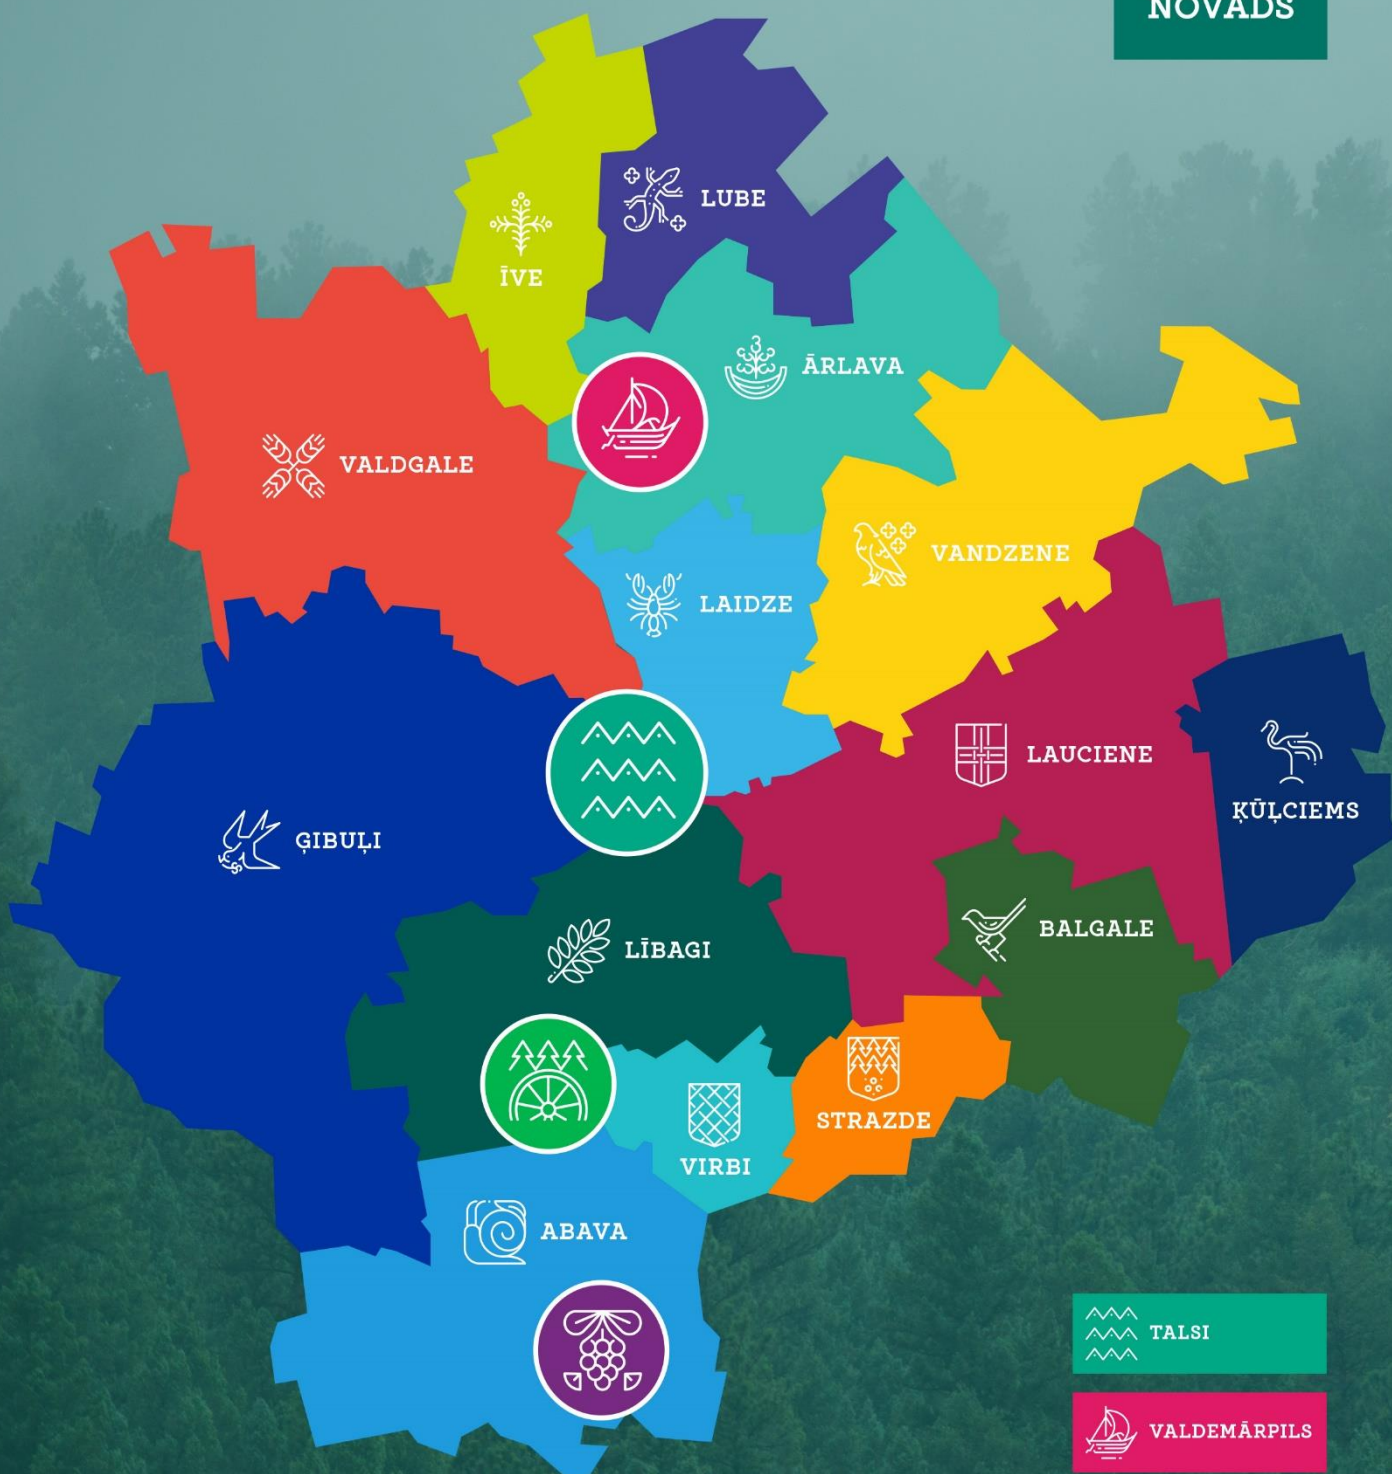 NOVADS
LUBE
ĪVE
ĀRLAVA
VALDGALE
VANDZENE
LAIDZE
LAUCIENE
ĶŪĻCIEMS
ĢIBUĻI
BALGALE
LĪBAGI
STRAZDE
VIRBI
ABAVA
TALSI
VALDEMĀRPILS